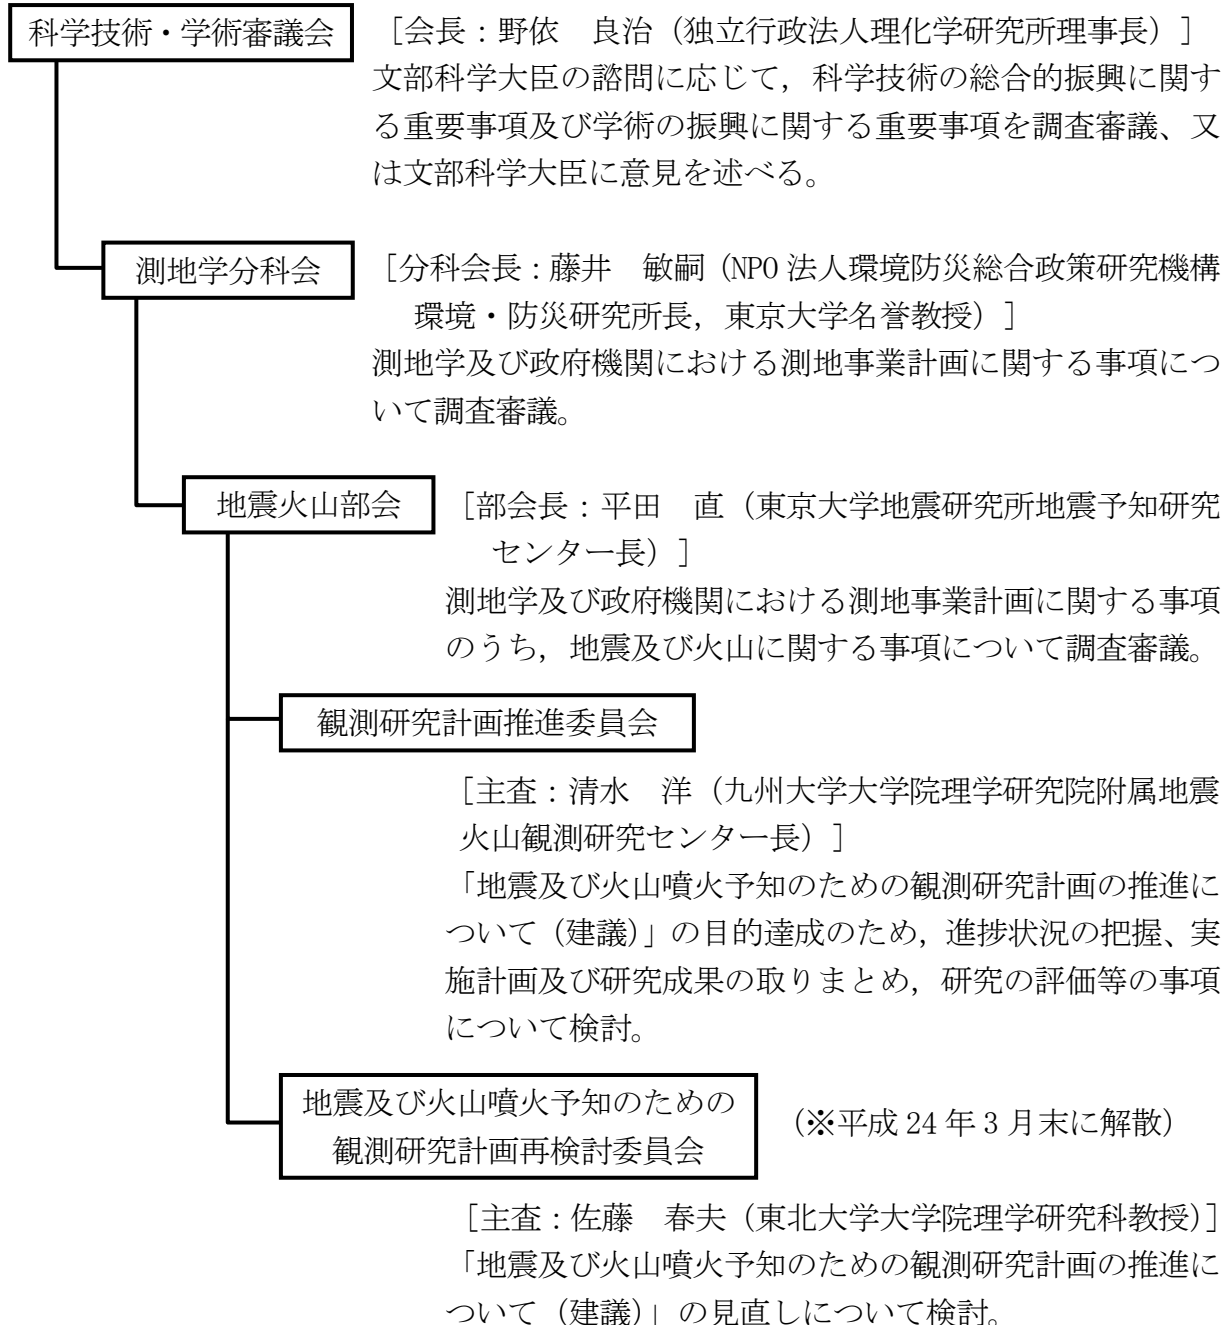 科学技術・学術審議会
［会長：野依　良治（独立行政法人理化学研究所理事長）］
文部科学大臣の諮問に応じて，科学技術の総合的振興に関す
る重要事項及び学術の振興に関する重要事項を調査審議、又
は文部科学大臣に意見を述べる。
測地学分科会
［分科会長：藤井　敏嗣（NPO 法人環境防災総合政策研究機構
環境・防災研究所長，東京大学名誉教授）］
測地学及び政府機関における測地事業計画に関する事項につ
いて調査審議。
地震火山部会
［部会長：平田　直（東京大学地震研究所地震予知研究
センター長）］
測地学及び政府機関における測地事業計画に関する事項
のうち，地震及び火山に関する事項について調査審議。
観測研究計画推進委員会
［主査：清水　洋（九州大学大学院理学研究院附属地震
火山観測研究センター長）］
「地震及び火山噴火予知のための観測研究計画の推進に
ついて（建議）」の目的達成のため，進捗状況の把握、実
施計画及び研究成果の取りまとめ，研究の評価等の事項
について検討。
地震及び火山噴火予知のための
観測研究計画再検討委員会
（※平成 24 年 3 月末に解散）
［主査：佐藤　春夫（東北大学大学院理学研究科教授）］
「地震及び火山噴火予知のための観測研究計画の推進に
ついて（建議）」の見直しについて検討。